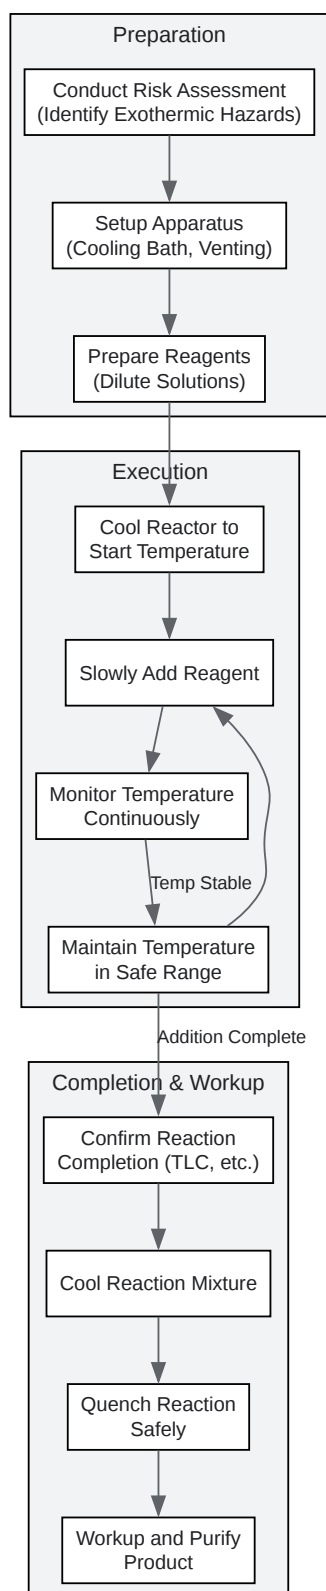 Preparation
Conduct Risk Assessment
(Identify Exothermic Hazards)
Setup Apparatus
(Cooling Bath, Venting)
Prepare Reagents
(Dilute Solutions)
Execution
Cool Reactor to
Start Temperature
Slowly Add Reagent
Monitor Temperature
Continuously
Temp Stable
Maintain Temperature
in Safe Range
Addition Complete
Completion & Workup
Confirm Reaction
Completion (TLC, etc.)
Cool Reaction Mixture
Quench Reaction
Safely
Workup and Purify
Product